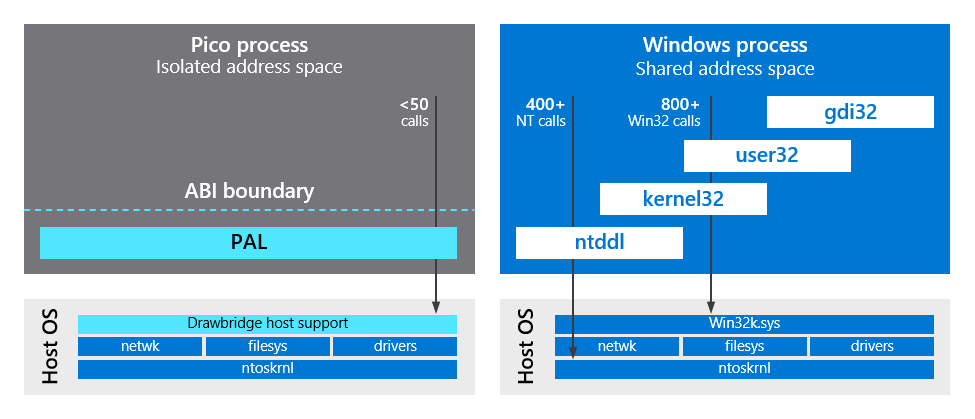 Pico process
Isolated address space
<50
calls
ABI boundary
PAL
Host OS
Drawbridge host support
netwk filesys drivers
ntoskrnl
Windows process
Shared address space
400+
NT calls
800+
Win32 calls
gdi32
user32
kernel32
ntddl
Host OS
Win32k.sys
netwk filesys drivers
ntoskrnl